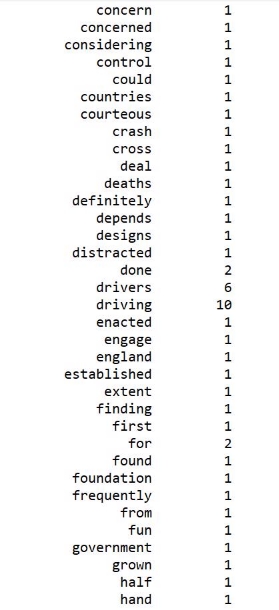 concern 1
concerned 1
considering 1
control 1
could 1
countries 1
courteous 1
crash 1
cross 1
deal 1
deaths 1
definitely 1
depends 1
designs 1
distracted 1
done 2
drivers 6
driving 10
enacted 1
engage 1
england 1
established 1
extent 1
finding 1
first 1
for 2
found 1
foundation 1
frequently 1
from 1
fun 1
government 1
grown 1
half 1
hand 1